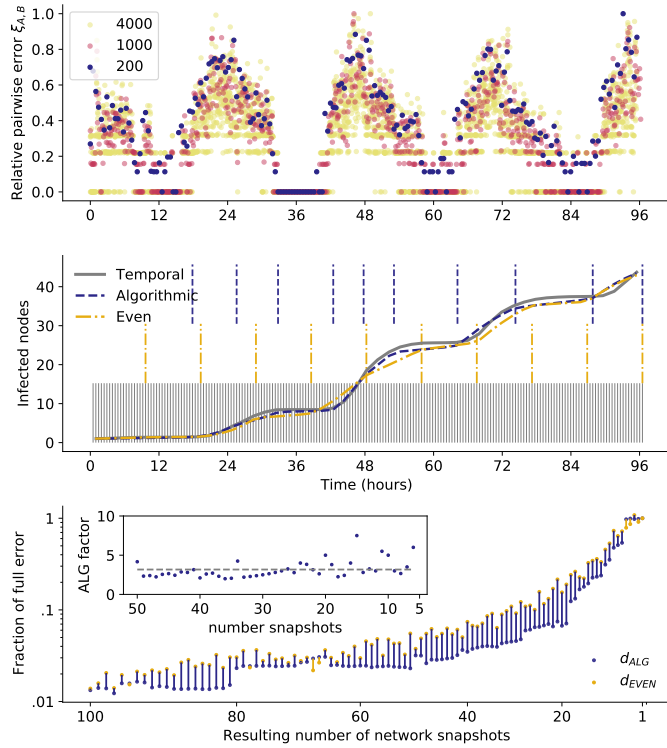 Relative pairwise error ξA,B
1.0
0.8
0.6
0.4
0.2
0.0
4000
1000
200
0 12 24 36 48 60 72 84 96
Infected nodes
40
30
20
10
0
Temporal
Algorithmic
Even
0 12 24 36 48 60 72 84 96
Time (hours)
Fraction of full error
1
.1
.01
ALG factor
10
5
0
50 40 30 20 10 5
number snapshots
dALG
dEVEN
100 80 60 40 20 1
Resulting number of network snapshots